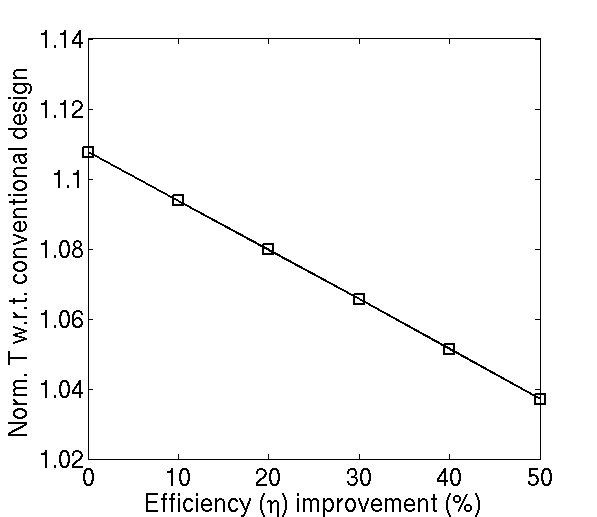 Norm. T w.r.t. conventional design
1.14
1.12
1.1
1.08
1.06
1.04
1.02
0 10 20 30 40 50
Efficiency (η) improvement (%)